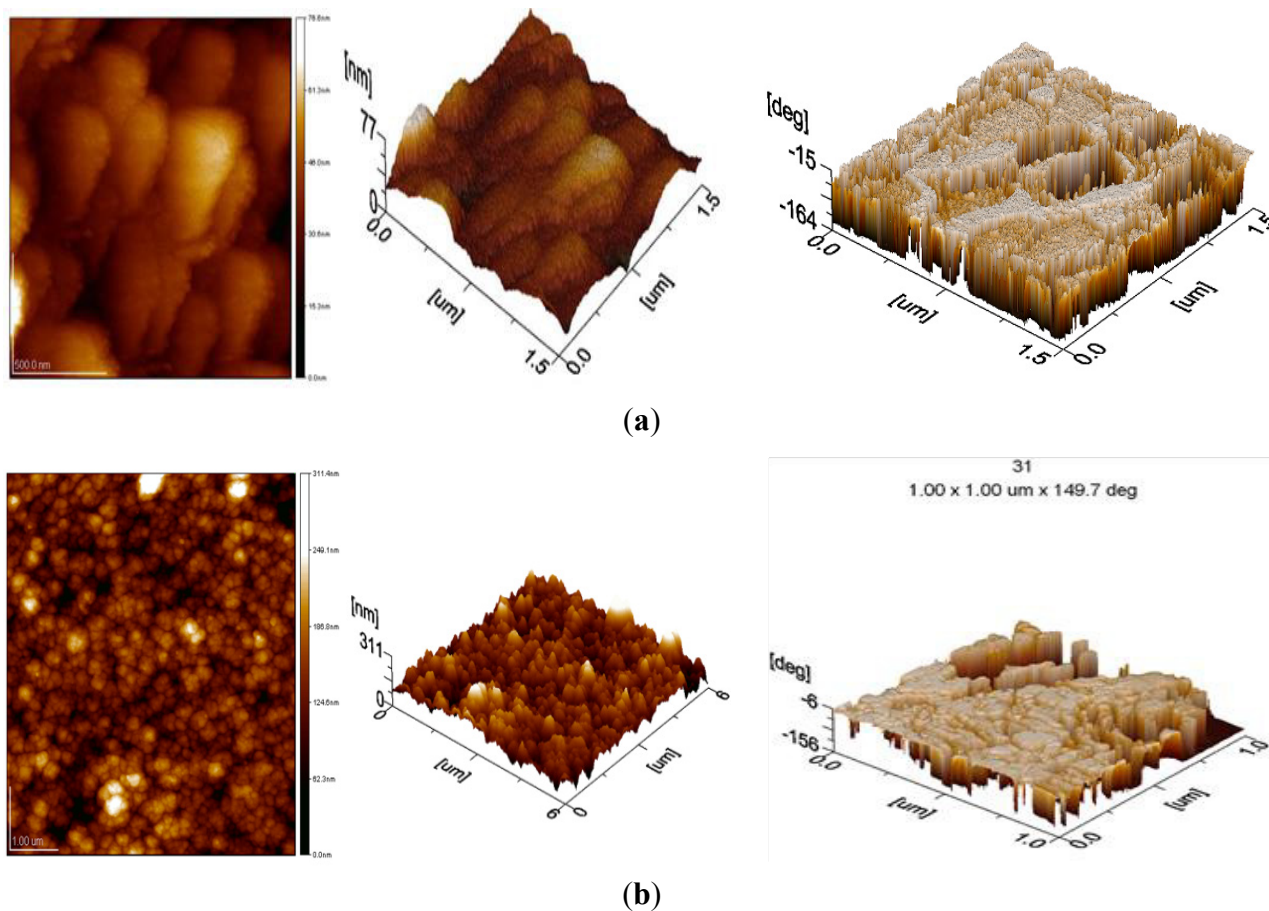 76.6nm
61.3nm
46.0nm
30.6nm
15.3nm
0.0nm
500.0 nm
[nm]
77
0
0.0
[um]
1.5
0.0
[um]
1.5
[deg]
-15
-164
0.0
[um]
1.5
0.0
[um]
1.5
(a)
311.4nm
249.1nm
186.8nm
124.6nm
62.3nm
0.0nm
1.00 um
[nm]
311
0
0
[um]
6
0
[um]
6
31
1.00 x 1.00 um x 149.7 deg
[deg]
-6
-156
0.0
[um]
1.0
0.0
[um]
1.0
(b)